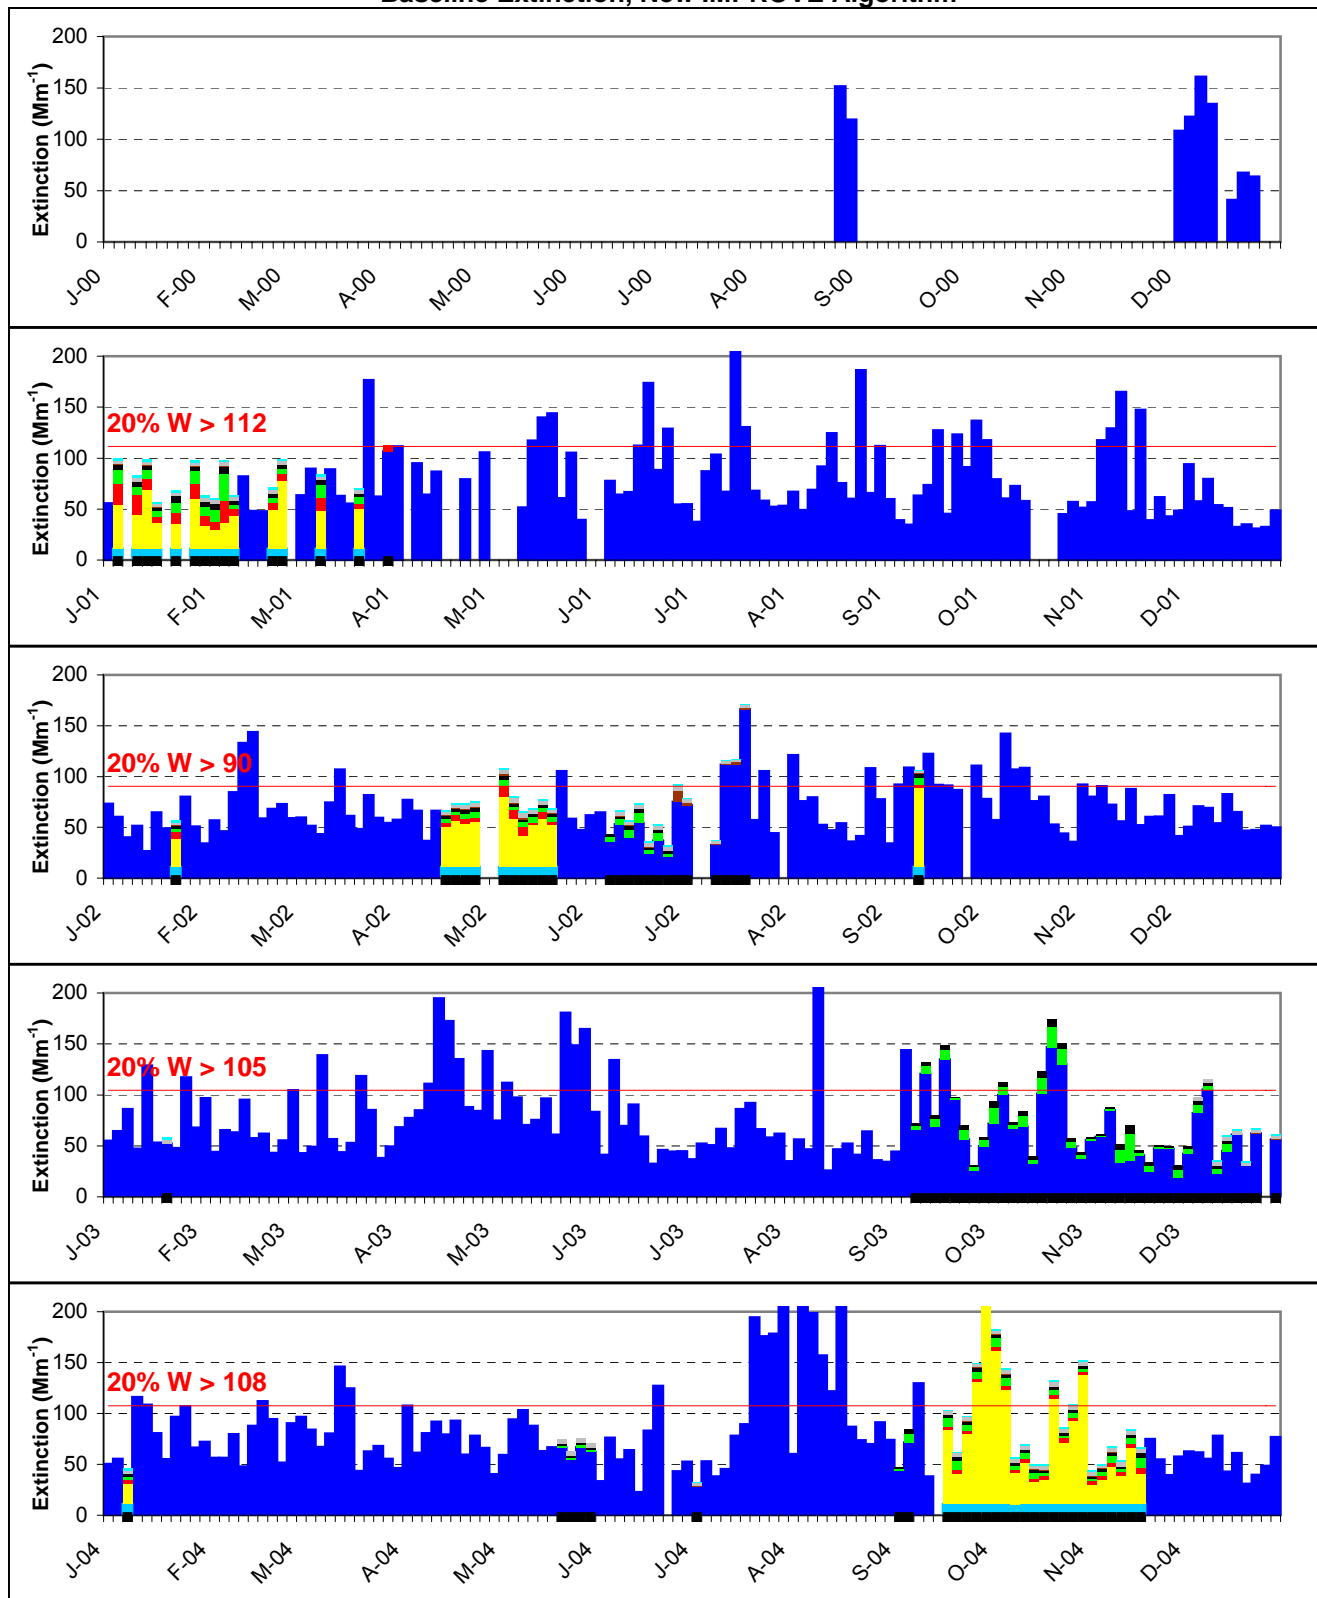 Baseline Extinction, New IMPROVE Algorithm
Extinction (Mm-1)
200
150
100
50
0
J-00 F-00 M-00 A-00 M-00 J-00 J-00 A-00 S-00 O-00 N-00 D-00
Extinction (Mm-1)
200
150
20% W > 112
100
50
0
J-01 F-01 M-01 A-01 M-01 J-01 J-01 A-01 S-01 O-01 N-01 D-01
Extinction (Mm-1)
200
150
20% W > 90
100
50
0
J-02 F-02 M-02 A-02 M-02 J-02 J-02 A-02 S-02 O-02 N-02 D-02
Extinction (Mm-1)
200
150
20% W > 105
100
50
0
J-03 F-03 M-03 A-03 M-03 J-03 J-03 A-03 S-03 O-03 N-03 D-03
Extinction (Mm-1)
200
150
20% W > 108
100
50
0
J-04 F-04 M-04 A-04 M-04 J-04 J-04 A-04 S-04 O-04 N-04 D-04